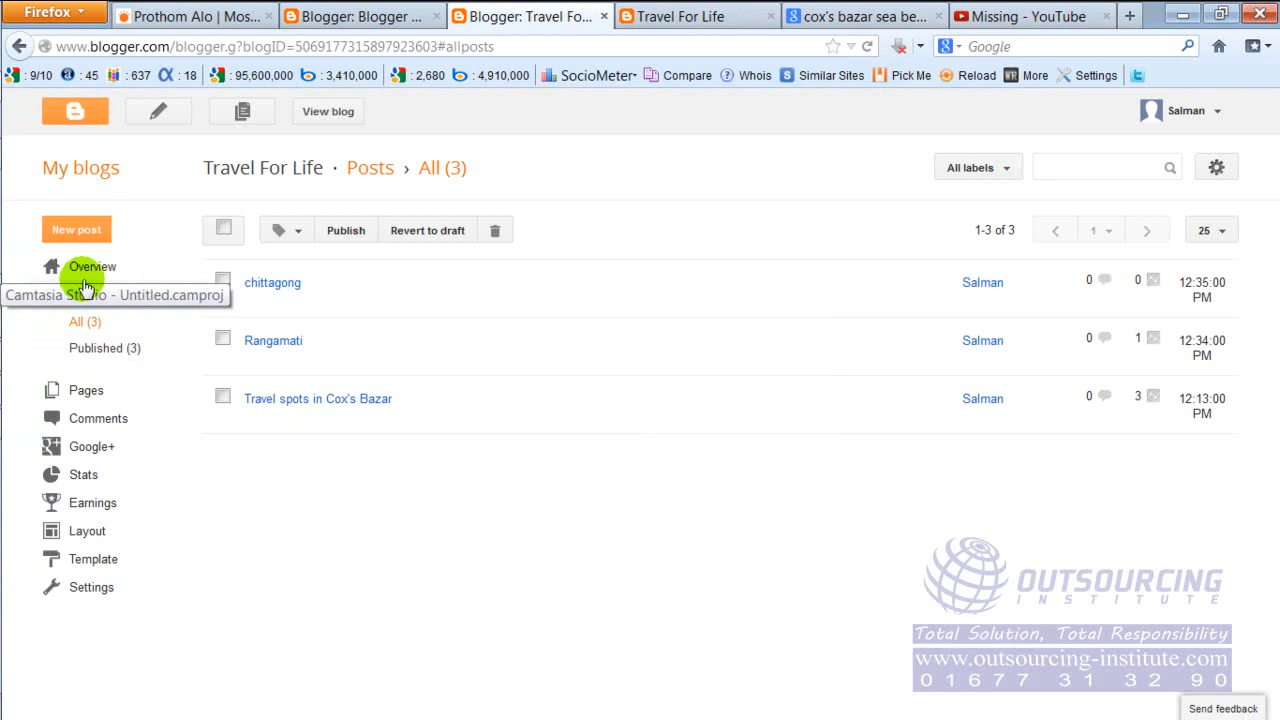 Firefox
Prothom Alo | Mos...
Blogger: Blogger ...
Blogger: Travel Fo...
Travel For Life
cox's bazar sea be...
Missing - YouTube
www.blogger.com/blogger.g?blogID=5069177315897923603#allposts
Google
: 9/10 : 45 : 637 : 18 : 95,600,000 : 3,410,000 : 2,680 : 4,910,000 SocioMeter Compare Whois Similar Sites Pick Me Reload More Settings
View blog
Salman
My blogs
Travel For Life · Posts › All (3)
All labels
New post
Publish
Revert to draft
1-3 of 3
1
25
Overview
Camtasia Studio - Untitled.camproj
All (3)
Published (3)
Pages
Comments
Google+
Stats
Earnings
Layout
Template
Settings
chittagong Salman 0 0 12:35:00 PM
Rangamati Salman 0 1 12:34:00 PM
Travel spots in Cox's Bazar Salman 0 3 12:13:00 PM
OUTSOURCING
INSTITUTE
Total Solution, Total Responsibility
www.outsourcing-institute.com
01677 31 32 90
Send feedback